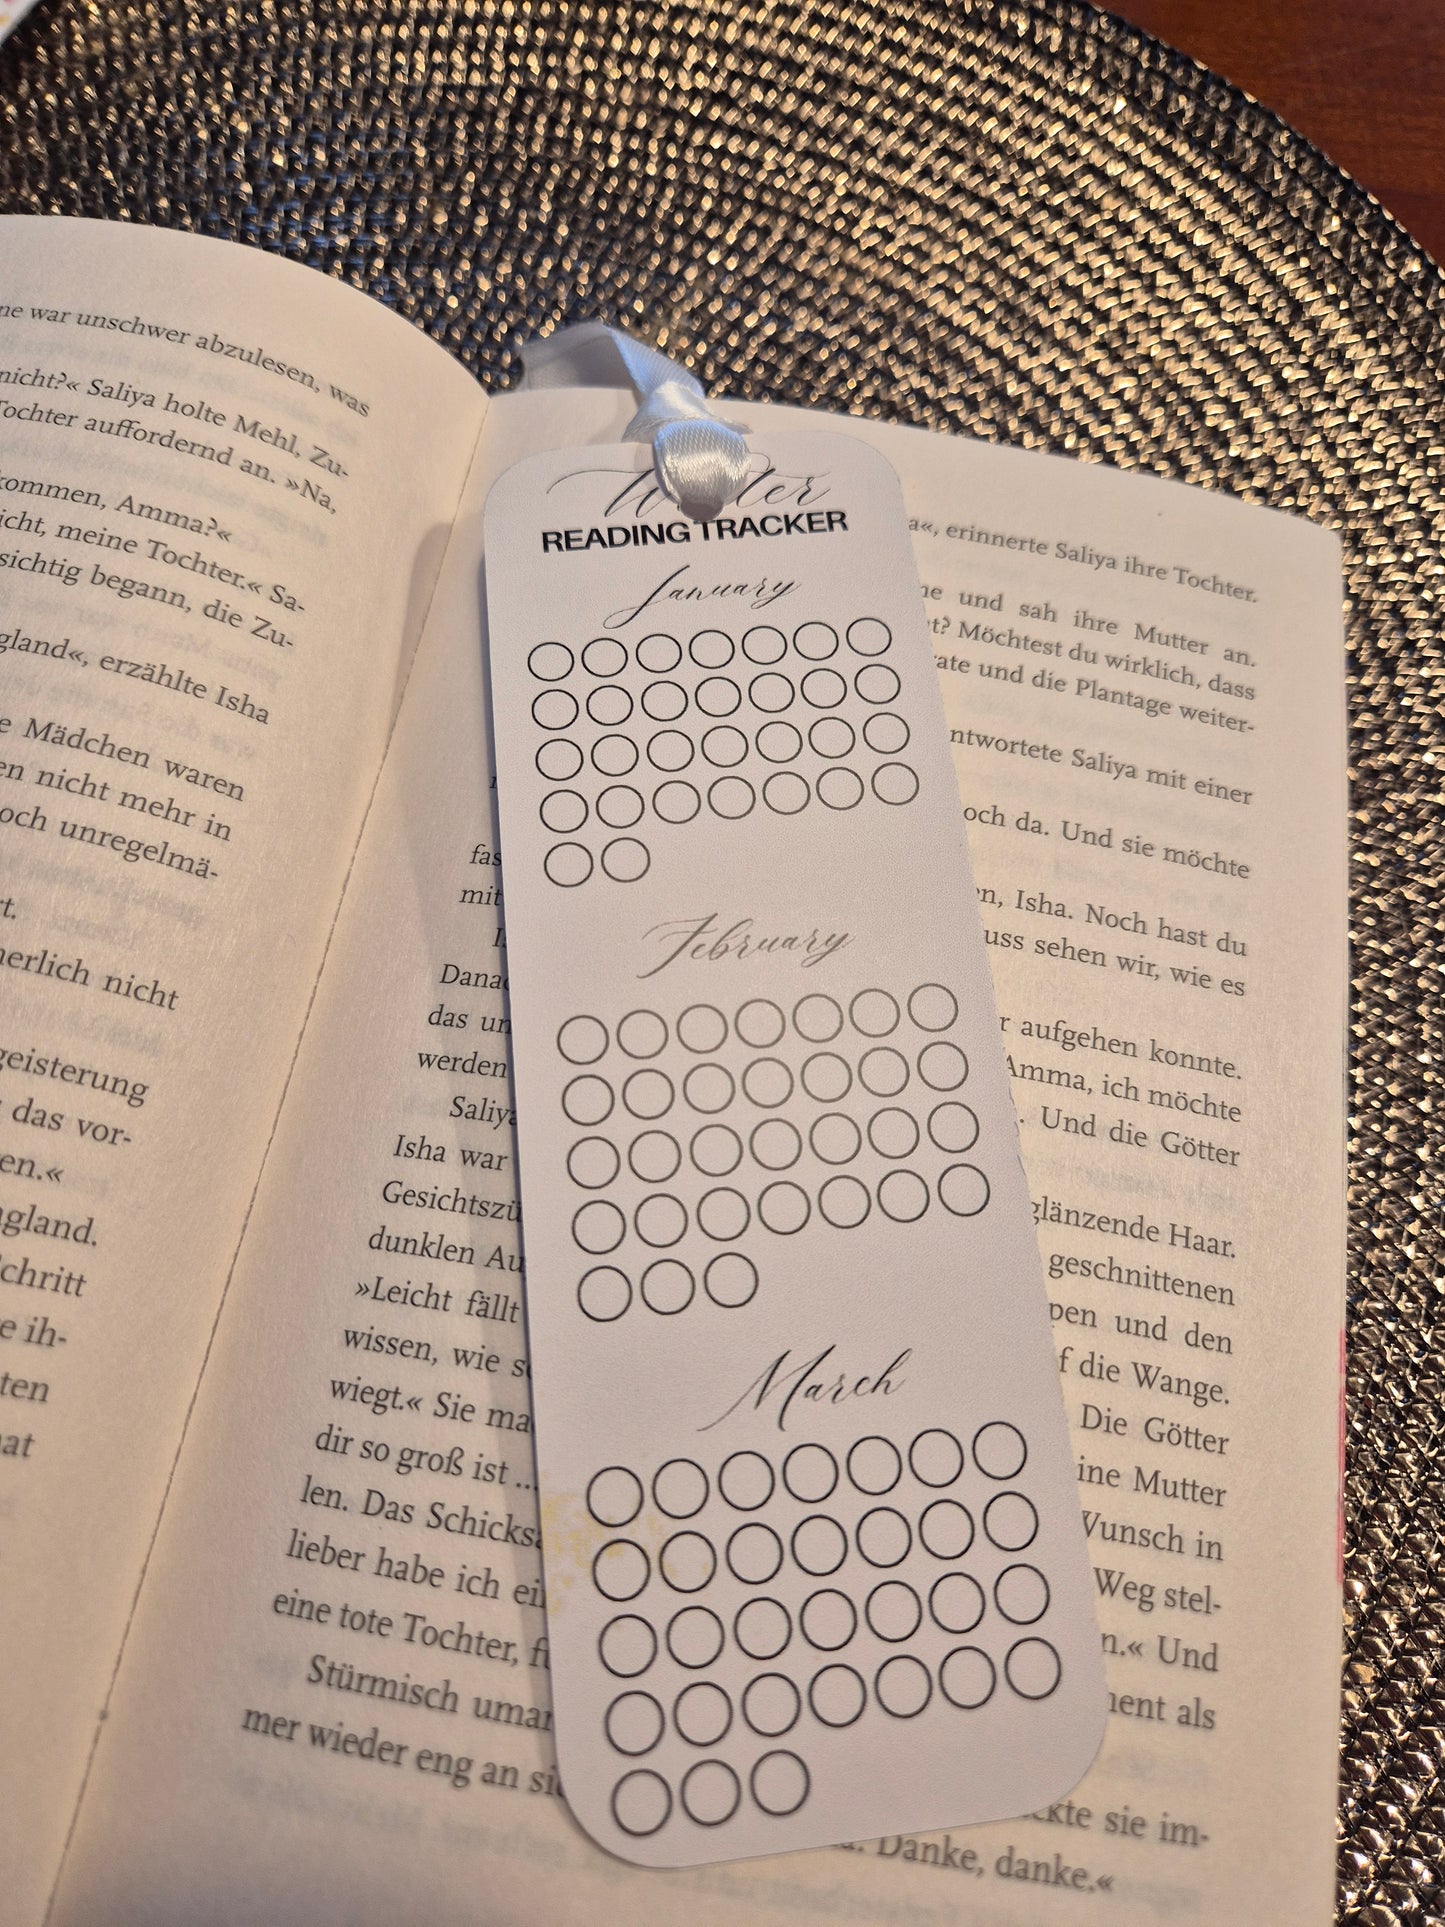 ne war unschwer abzulesen, was
nicht?« Saliya holte Mehl, Zu-
Tochter auffordernd an. »Na,
kommen, Amma?«
icht, meine Tochter.« Sa-
sichtig begann, die Zu-
gland«, erzählte Isha
e Mädchen waren
en nicht mehr in
och unregelmä-
rt.
nerlich nicht
geisterung
das vor-
en.«
ngland.
chritt
e ih-
ten
at
Winter
READING TRACKER
January
February
March
fas
mit
I
Dana
das un
werden
Saliya
Isha war
Gesichtszü
dunklen Au
»Leicht fällt
wissen, wie s
wiegt.« Sie ma
dir so groß ist ...
len. Das Schicks
lieber habe ich ei
eine tote Tochter, f
Stürmisch umar
mer wieder eng an si
a«, erinnerte Saliya ihre Tochter.
ne und sah ihre Mutter an.
t? Möchtest du wirklich, dass
rate und die Plantage weiter-
ntwortete Saliya mit einer
och da. Und sie möchte
n, Isha. Noch hast du
uss sehen wir, wie es
r aufgehen konnte.
Amma, ich möchte
. Und die Götter
glänzende Haar.
geschnittenen
pen und den
f die Wange.
Die Götter
ine Mutter
Wunsch in
Weg stel-
n.« Und
ment als
ckte sie im-
a. Danke, danke.«